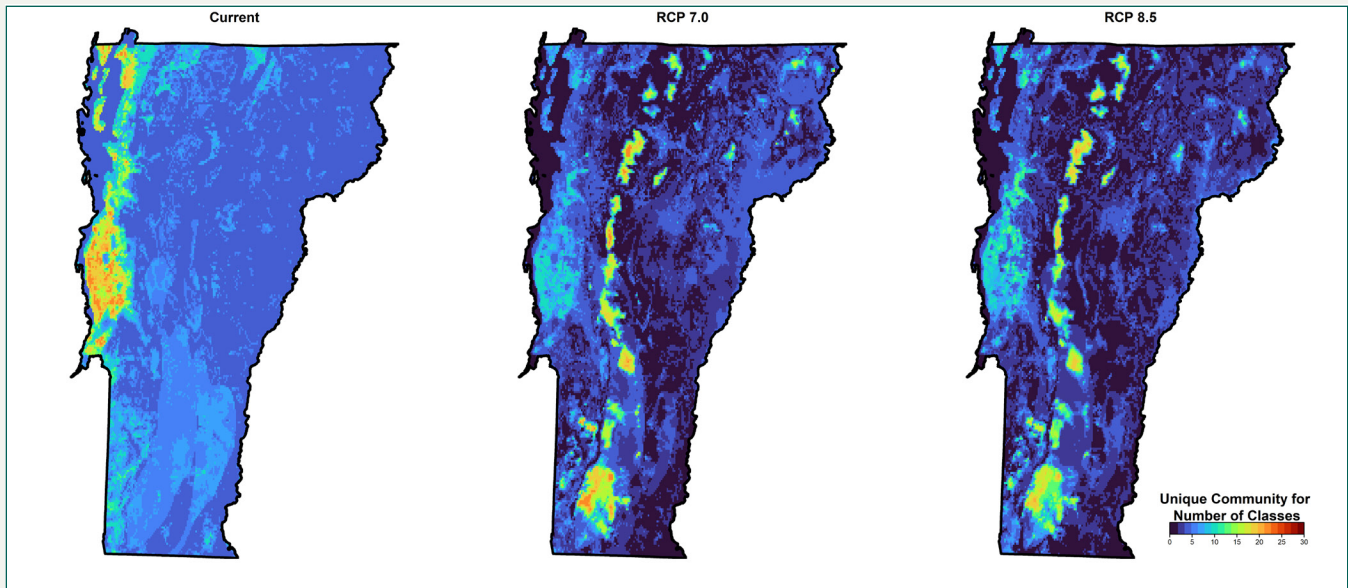 Current
RCP 7.0
RCP 8.5
Unique Community for
Number of Classes
0 5 10 15 20 25 30